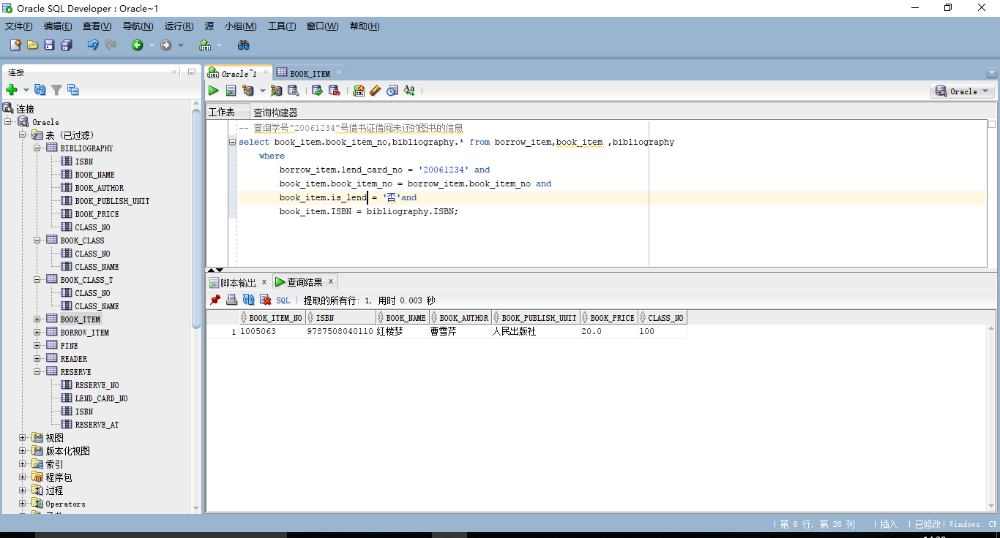 Oracle SQL Developer : Oracle~1
文件(F) 编辑(E) 查看(V) 导航(N) 运行(R) 源 小组(M) 工具(T) 窗口(W) 帮助(H)
连接
Oracle~1
BOOK_ITEM
连接
Oracle
表 (已过滤)
BIBLIOGRAPHY
ISBN
BOOK_NAME
BOOK_AUTHOR
BOOK_PUBLISH_UNIT
BOOK_PRICE
CLASS_NO
BOOK_CLASS
CLASS_NO
CLASS_NAME
BOOK_CLASS_T
CLASS_NO
CLASS_NAME
BOOK_ITEM
BORROW_ITEM
FINE
READER
RESERVE
RESERVE_NO
LEND_CARD_NO
ISBN
RESERVE_AT
视图
版本化视图
索引
程序包
过程
Operators
Oracle
工作表 查询构建器
-- 查询学号“20061234”号借书证借阅未还的图书的信息
select book_item.book_item_no,bibliography.* from borrow_item,book_item ,bibliography
where
borrow_item.lend_card_no = '20061234' and
book_item.book_item_no = borrow_item.book_item_no and
book_item.is_lend = '否'and
book_item.ISBN = bibliography.ISBN;
脚本输出 x 查询结果 x
SQL 提取的所有行: 1, 用时 0.003 秒
BOOK_ITEM_NO ISBN BOOK_NAME BOOK_AUTHOR BOOK_PUBLISH_UNIT BOOK_PRICE CLASS_NO
1 1005063 9787508040110 红楼梦 曹雪芹 人民出版社 20.0 100
第 6 行, 第 26 列 插入 已修改 Windows: CF